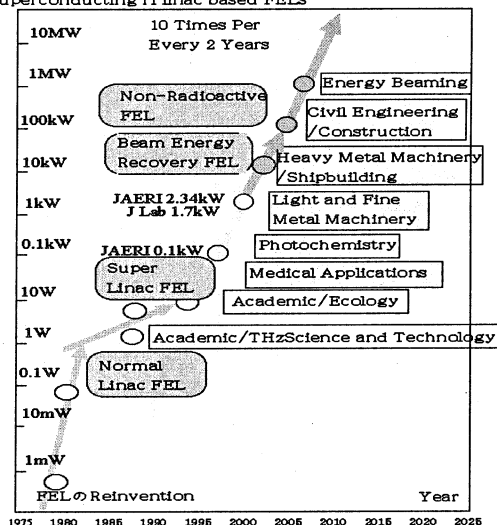 uperconducting rf linac based FELs
10 Times Per
Every 2 Years
10MW
1MW
100kW
10kW
1kW
0.1kW
10W
1W
0.1W
10mW
1mW
Energy Beaming
Non-Radioactive
FEL
Civil Engineering
/Construction
Beam Energy
Recovery FEL
Heavy Metal Machinery
/Shipbuilding
JAERI 2.34kW
J Lab 1.7kW
Light and Fine
Metal Machinery
JAERI 0.1kW
Photochemistry
Super
Linac FEL
Medical Applications
Academic/Ecology
Academic/THzScience and Technology
Normal
Linac FEL
FELの Reinvention
Year
1975 1980 1985 1990 1995 2000 2005 2010 2015 2020 2025